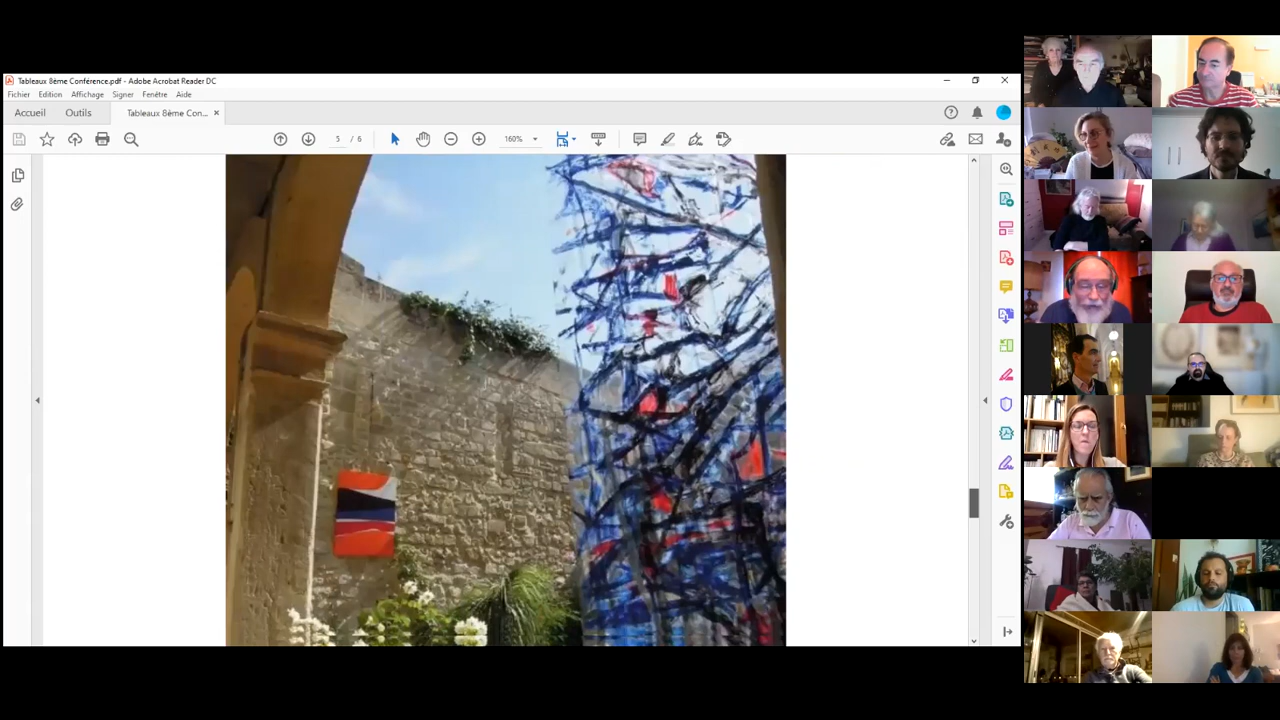 Tableaux 8ème Conférence.pdf - Adobe Acrobat Reader DC
Fichier Edition Affichage Signer Fenêtre Aide
Accueil Outils Tableaux 8ème Con... ×
5 / 6 160%